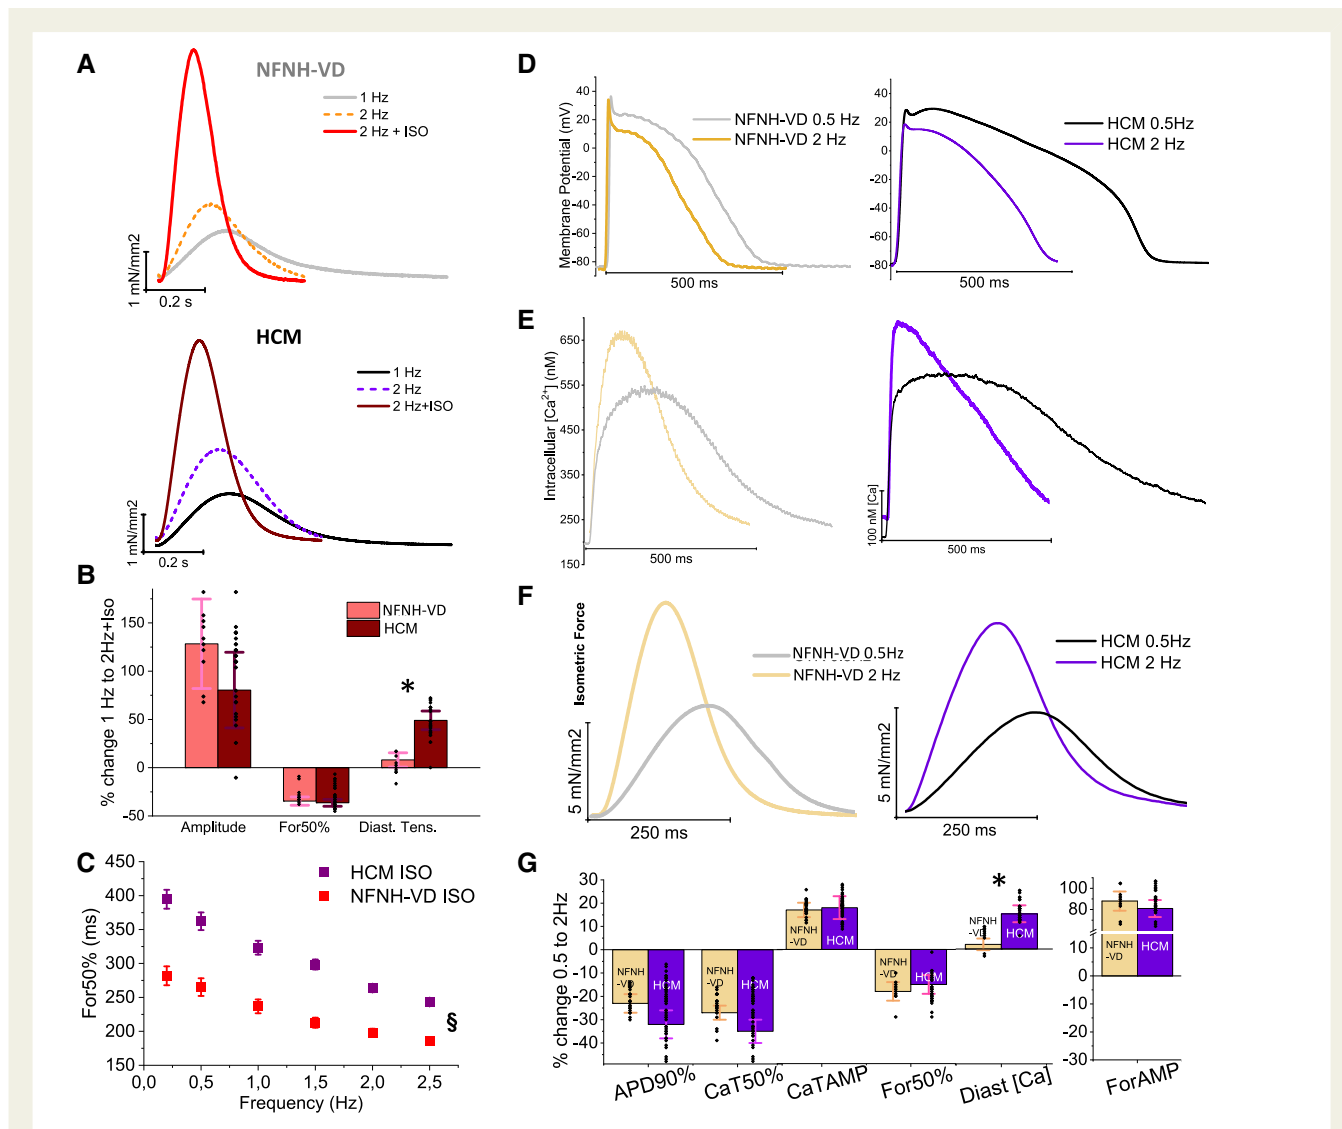 A
NFNH-VD
1 Hz
2 Hz
2 Hz + ISO
1 mN/mm2
0.2 s
HCM
1 Hz
2 Hz
2 Hz+ISO
1 mN/mm2
0.2 s
B
% change 1 Hz to 2Hz+Iso
150
100
50
0
-50
NFNH-VD
HCM
*
Amplitude
For50%
Diast. Tens.
C
For50% (ms)
450
400
350
300
250
200
150
HCM ISO
NFNH-VD ISO
§
0,0
0,5
1,0
1,5
2,0
2,5
Frequency (Hz)
D
Membrane Potential (mV)
40
20
0
-20
-40
-60
-80
NFNH-VD 0.5 Hz
NFNH-VD 2 Hz
500 ms
40
20
0
-20
-40
-60
-80
HCM 0.5Hz
HCM 2 Hz
500 ms
E
Intracellular [Ca2+] (nM)
650
550
450
350
250
150
500 ms
100 nM [Ca]
500 ms
F
Isometric Force
5 mN/mm2
NFNH-VD 0.5Hz
NFNH-VD 2 Hz
250 ms
5 mN/mm2
HCM 0.5Hz
HCM 2 Hz
250 ms
G
% change 0.5 to 2Hz
30
20
10
0
-10
-20
-30
-40
NFNH
-VD
HCM
NFNH
-VD
HCM
NFNH
-VD
HCM
NFNH
-VD
HCM
NFNH
-VD
HCM
*
APD90%
CaT50%
CaTAMP
For50%
Diast [Ca]
100
80
10
0
-10
-20
-30
NFNH
-VD
HCM
ForAMP